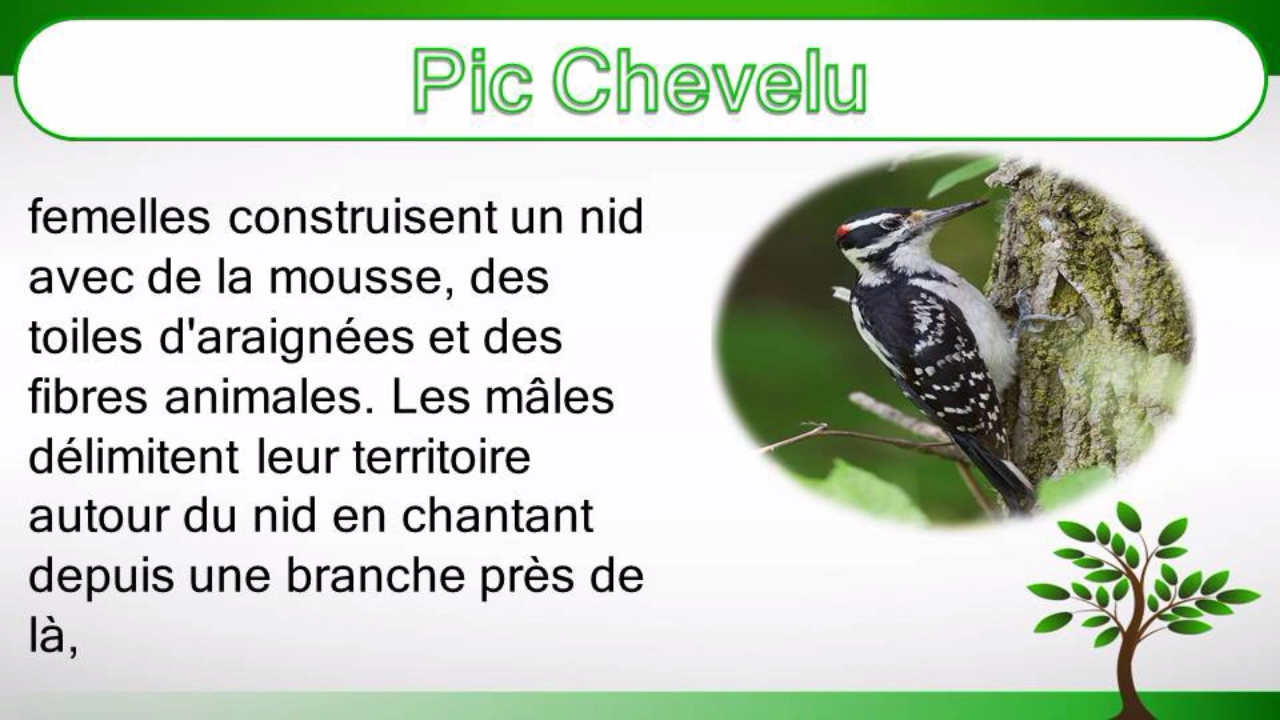 Pic Chevelu
femelles construisent un nid
avec de la mousse, des
toiles d'araignées et des
fibres animales. Les mâles
délimitent leur territoire
autour du nid en chantant
depuis une branche près de
là,